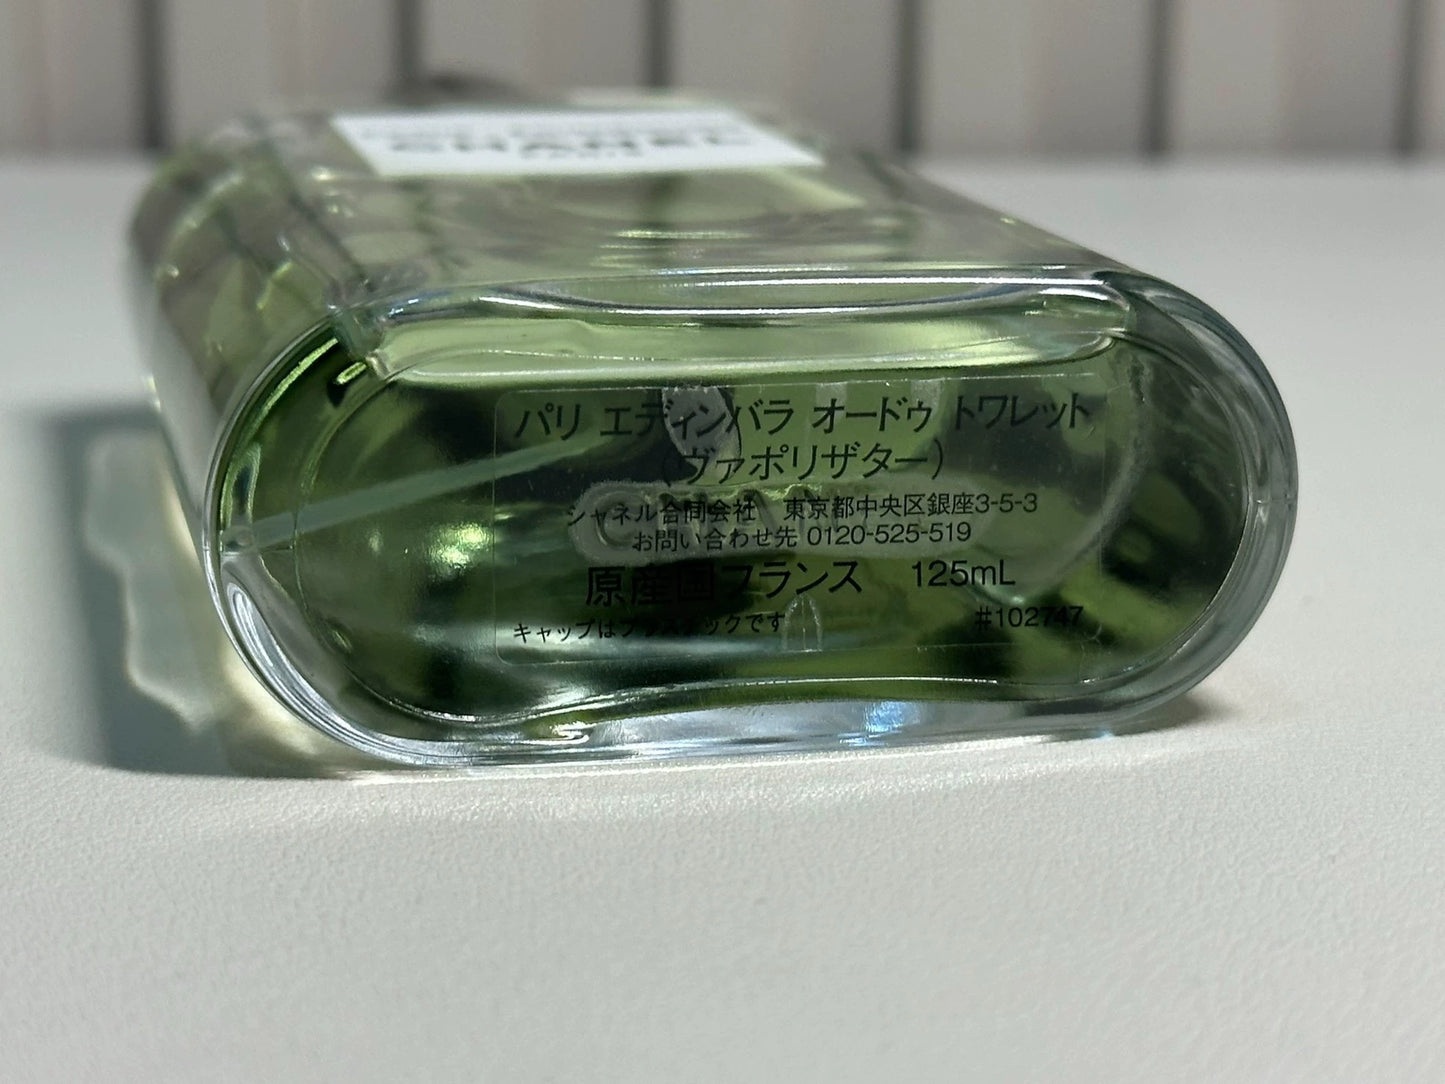 CHANEL
パリ エディンバラ オードゥ トワレット
（ヴァポリザター）
シャネル合同会社 東京都中央区銀座3-5-3
お問い合わせ先 0120-525-519
CHANEL
原産国フランス 125mL
キャップはプラスチックです #102747